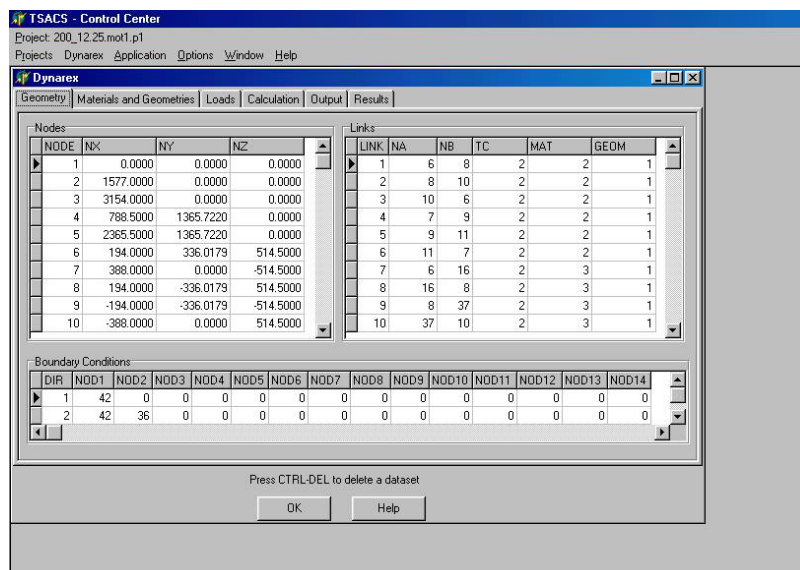 TSACS - Control Center
Project: 200_12.25.mot1.p1
Projects Dynarex Application Options Window Help
Dynarex
Geometry Materials and Geometries Loads Calculation Output Results
Nodes
NODE NX NY NZ
1 0.0000 0.0000 0.0000
2 1577.0000 0.0000 0.0000
3 3154.0000 0.0000 0.0000
4 788.5000 1365.7220 0.0000
5 2365.5000 1365.7220 0.0000
6 194.0000 336.0179 514.5000
7 388.0000 0.0000 -514.5000
8 194.0000 -336.0179 514.5000
9 -194.0000 -336.0179 -514.5000
10 -388.0000 0.0000 514.5000
Links
LINK NA NB TC MAT GEOM
1 6 8 2 2 1
2 8 10 2 2 1
3 10 6 2 2 1
4 7 9 2 2 1
5 9 11 2 2 1
6 11 7 2 2 1
7 6 16 2 3 1
8 16 8 2 3 1
9 8 37 2 3 1
10 37 10 2 3 1
Boundary Conditions
DIR NOD1 NOD2 NOD3 NOD4 NOD5 NOD6 NOD7 NOD8 NOD9 NOD10 NOD11 NOD12 NOD13 NOD14
1 42 0 0 0 0 0 0 0 0 0 0 0 0 0
2 42 36 0 0 0 0 0 0 0 0 0 0 0 0
Press CTRL-DEL to delete a dataset
OK Help